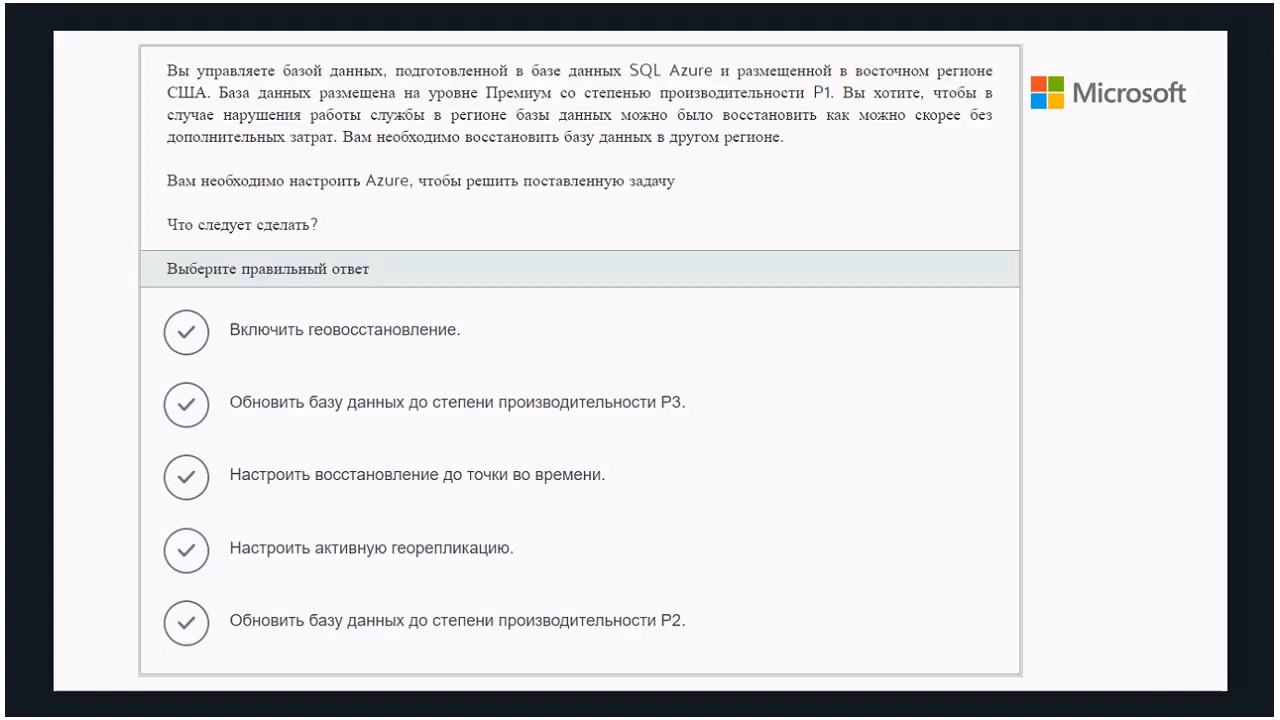 Вы управляете базой данных, подготовленной в базе данных SQL Azure и размещенной в восточном регионе
США. База данных размещена на уровне Премиум со степенью производительности P1. Вы хотите, чтобы в
случае нарушения работы службы в регионе базы данных можно было восстановить как можно скорее без
дополнительных затрат. Вам необходимо восстановить базу данных в другом регионе.
Вам необходимо настроить Azure, чтобы решить поставленную задачу
Что следует сделать?
Microsoft
Выберите правильный ответ
Включить геовосстановление.
Обновить базу данных до степени производительности P3.
Настроить восстановление до точки во времени.
Настроить активную георепликацию.
Обновить базу данных до степени производительности P2.